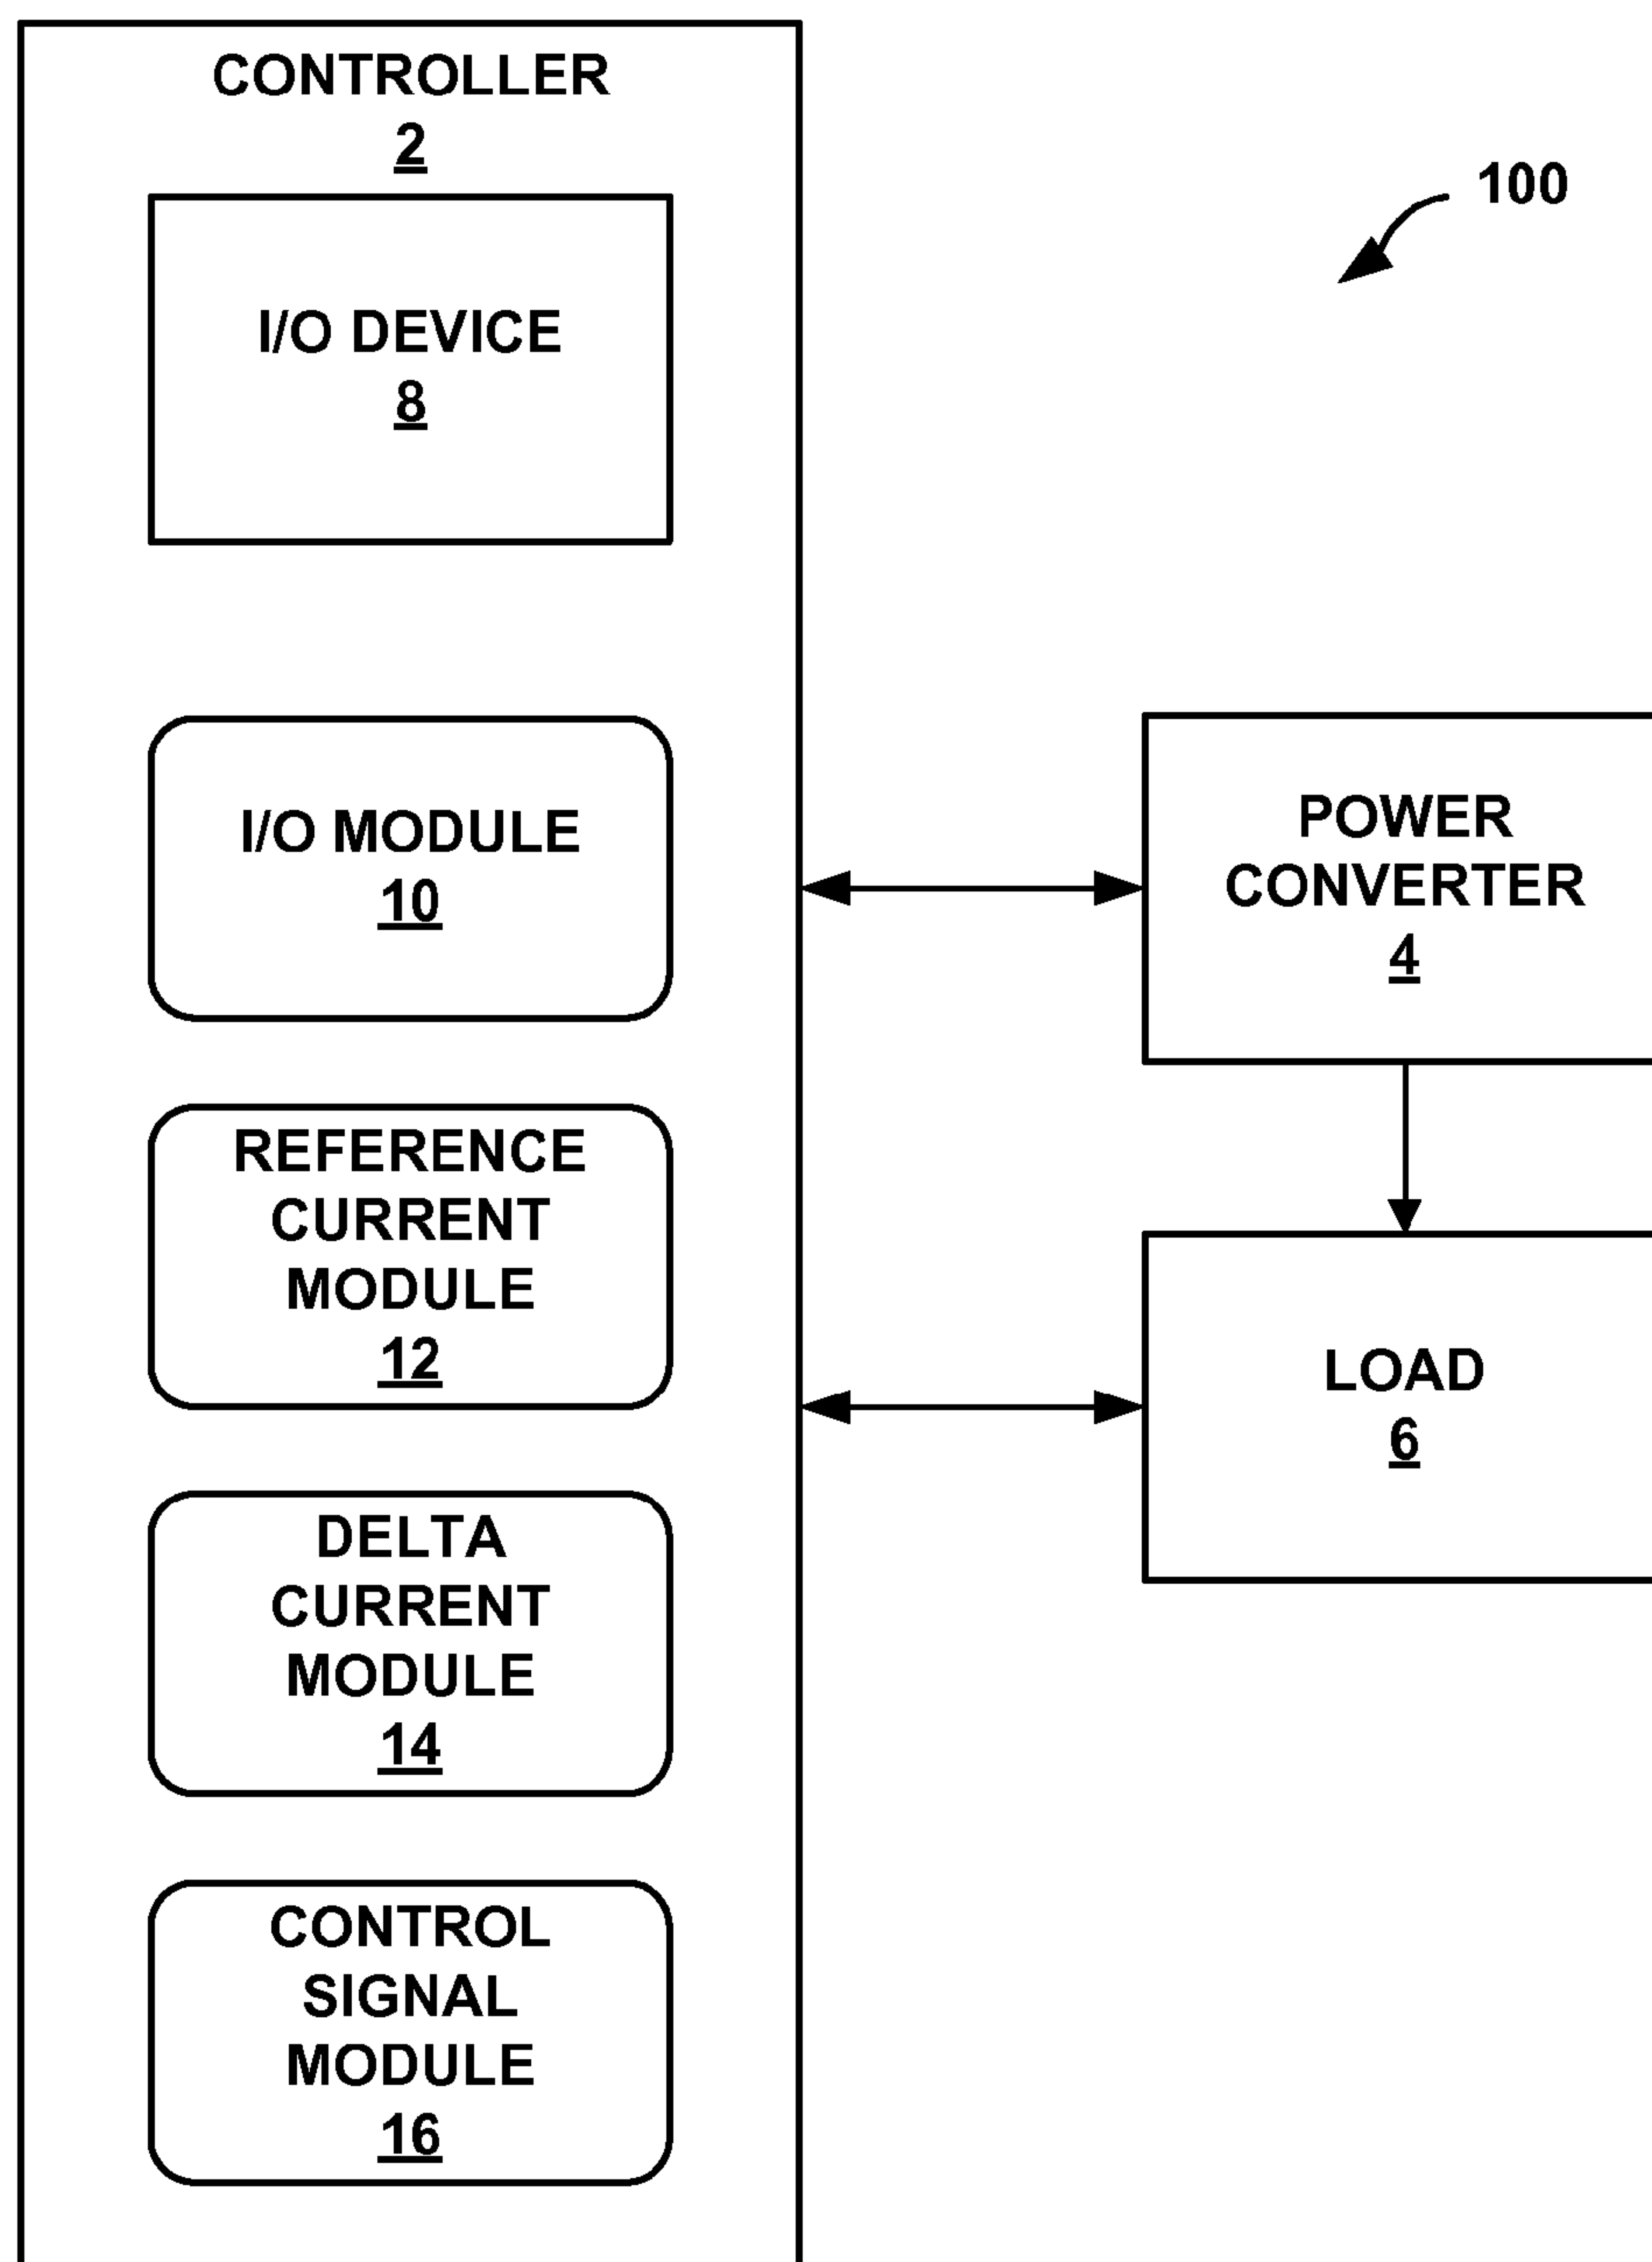 CONTROLLER
2
I/O DEVICE
8
100
I/O MODULE
10
POWER
CONVERTER
4
REFERENCE
CURRENT
MODULE
12
LOAD
6
DELTA
CURRENT
MODULE
14
CONTROL
SIGNAL
MODULE
16